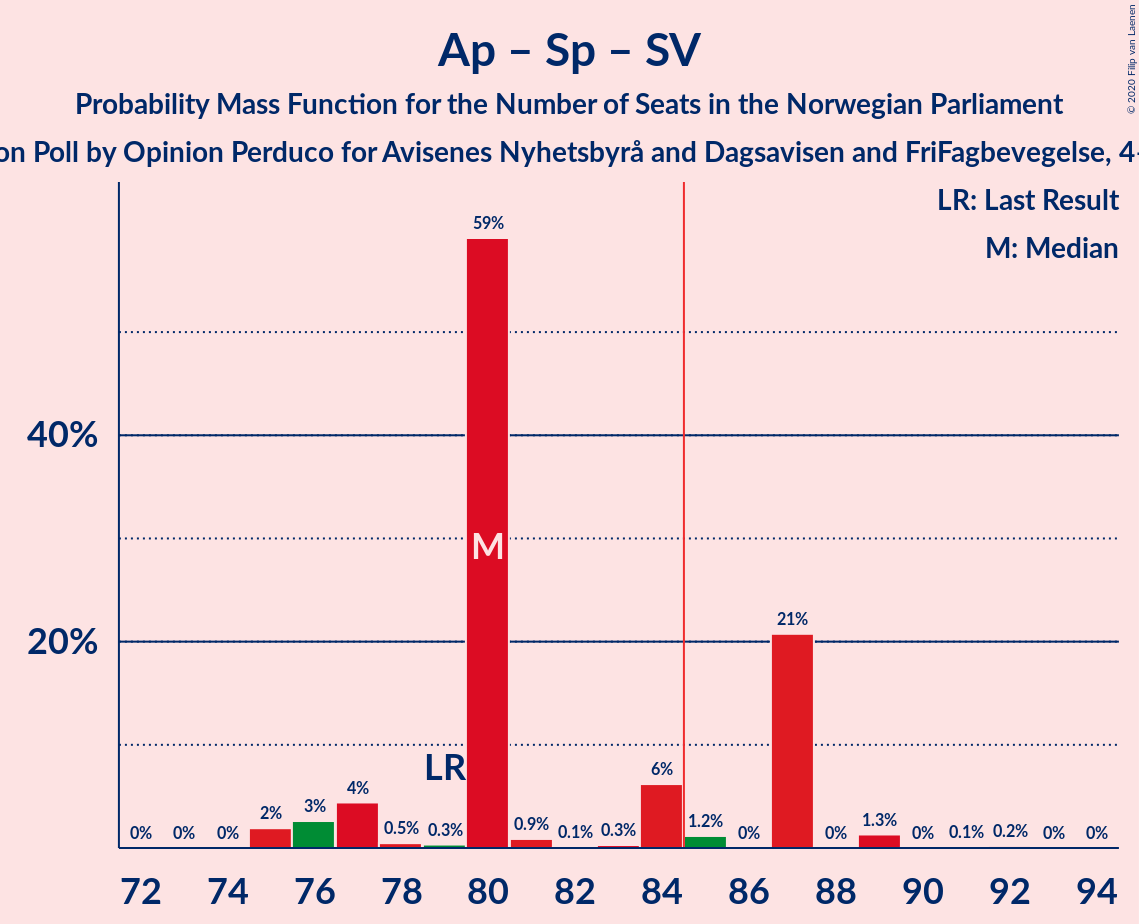 © 2020 Filip van Laenen
Ap – Sp – SV
Probability Mass Function for the Number of Seats in the Norwegian Parliament
on Poll by Opinion Perduco for Avisenes Nyhetsbyrå and Dagsavisen and FriFagbevegelse, 4–
LR: Last Result
M: Median
59%
40%
M
21%
20%
LR
6%
4%
3%
2%
1.3%
1.2%
0% 0% 0% 0.5% 0.3% 0.9% 0.1% 0.3% 0% 0% 0% 0.1% 0.2% 0% 0%
72 74 76 78 80 82 84 86 88 90 92 94